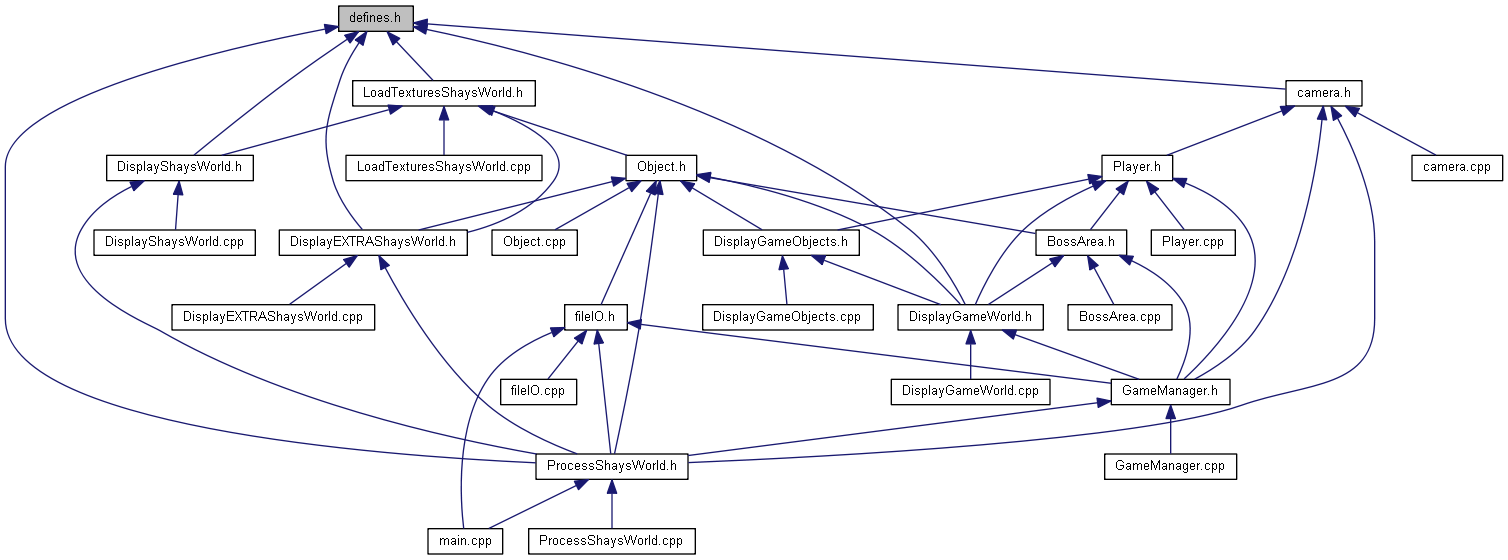 defines.h
LoadTexturesShaysWorld.h
camera.h
DisplayShaysWorld.h
LoadTexturesShaysWorld.cpp
Object.h
Player.h
camera.cpp
DisplayShaysWorld.cpp
DisplayEXTRAShaysWorld.h
Object.cpp
DisplayGameObjects.h
BossArea.h
Player.cpp
DisplayEXTRAShaysWorld.cpp
fileIO.h
DisplayGameObjects.cpp
DisplayGameWorld.h
BossArea.cpp
fileIO.cpp
DisplayGameWorld.cpp
GameManager.h
ProcessShaysWorld.h
GameManager.cpp
main.cpp
ProcessShaysWorld.cpp